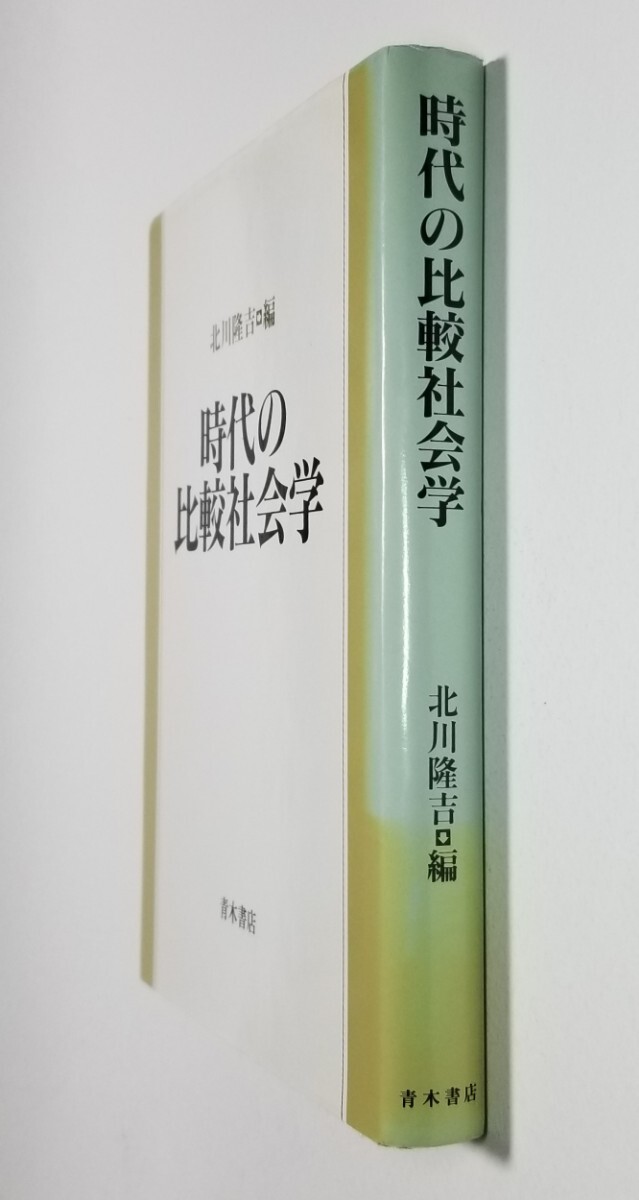 北川隆吉 編
時代の
比較社会学
青木書店
時代の比較社会学
北川隆吉 編
青木書店